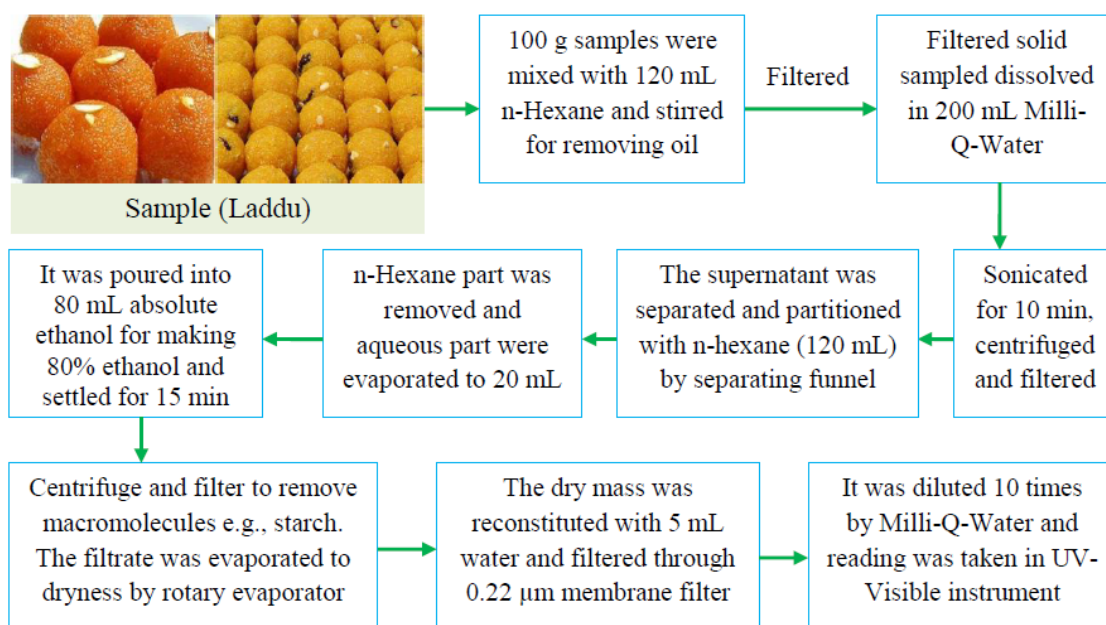 Sample (Laddu)
100 g samples were
mixed with 120 mL
n-Hexane and stirred
for removing oil
Filtered
Filtered solid
sampled dissolved
in 200 mL Milli-
Q-Water
Sonicated
for 10 min,
centrifuged
and filtered
The supernatant was
separated and partitioned
with n-hexane (120 mL)
by separating funnel
n-Hexane part was
removed and
aqueous part were
evaporated to 20 mL
It was poured into
80 mL absolute
ethanol for making
80% ethanol and
settled for 15 min
Centrifuge and filter to remove
macromolecules e.g., starch.
The filtrate was evaporated to
dryness by rotary evaporator
The dry mass was
reconstituted with 5 mL
water and filtered through
0.22 µm membrane filter
It was diluted 10 times
by Milli-Q-Water and
reading was taken in UV-
Visible instrument